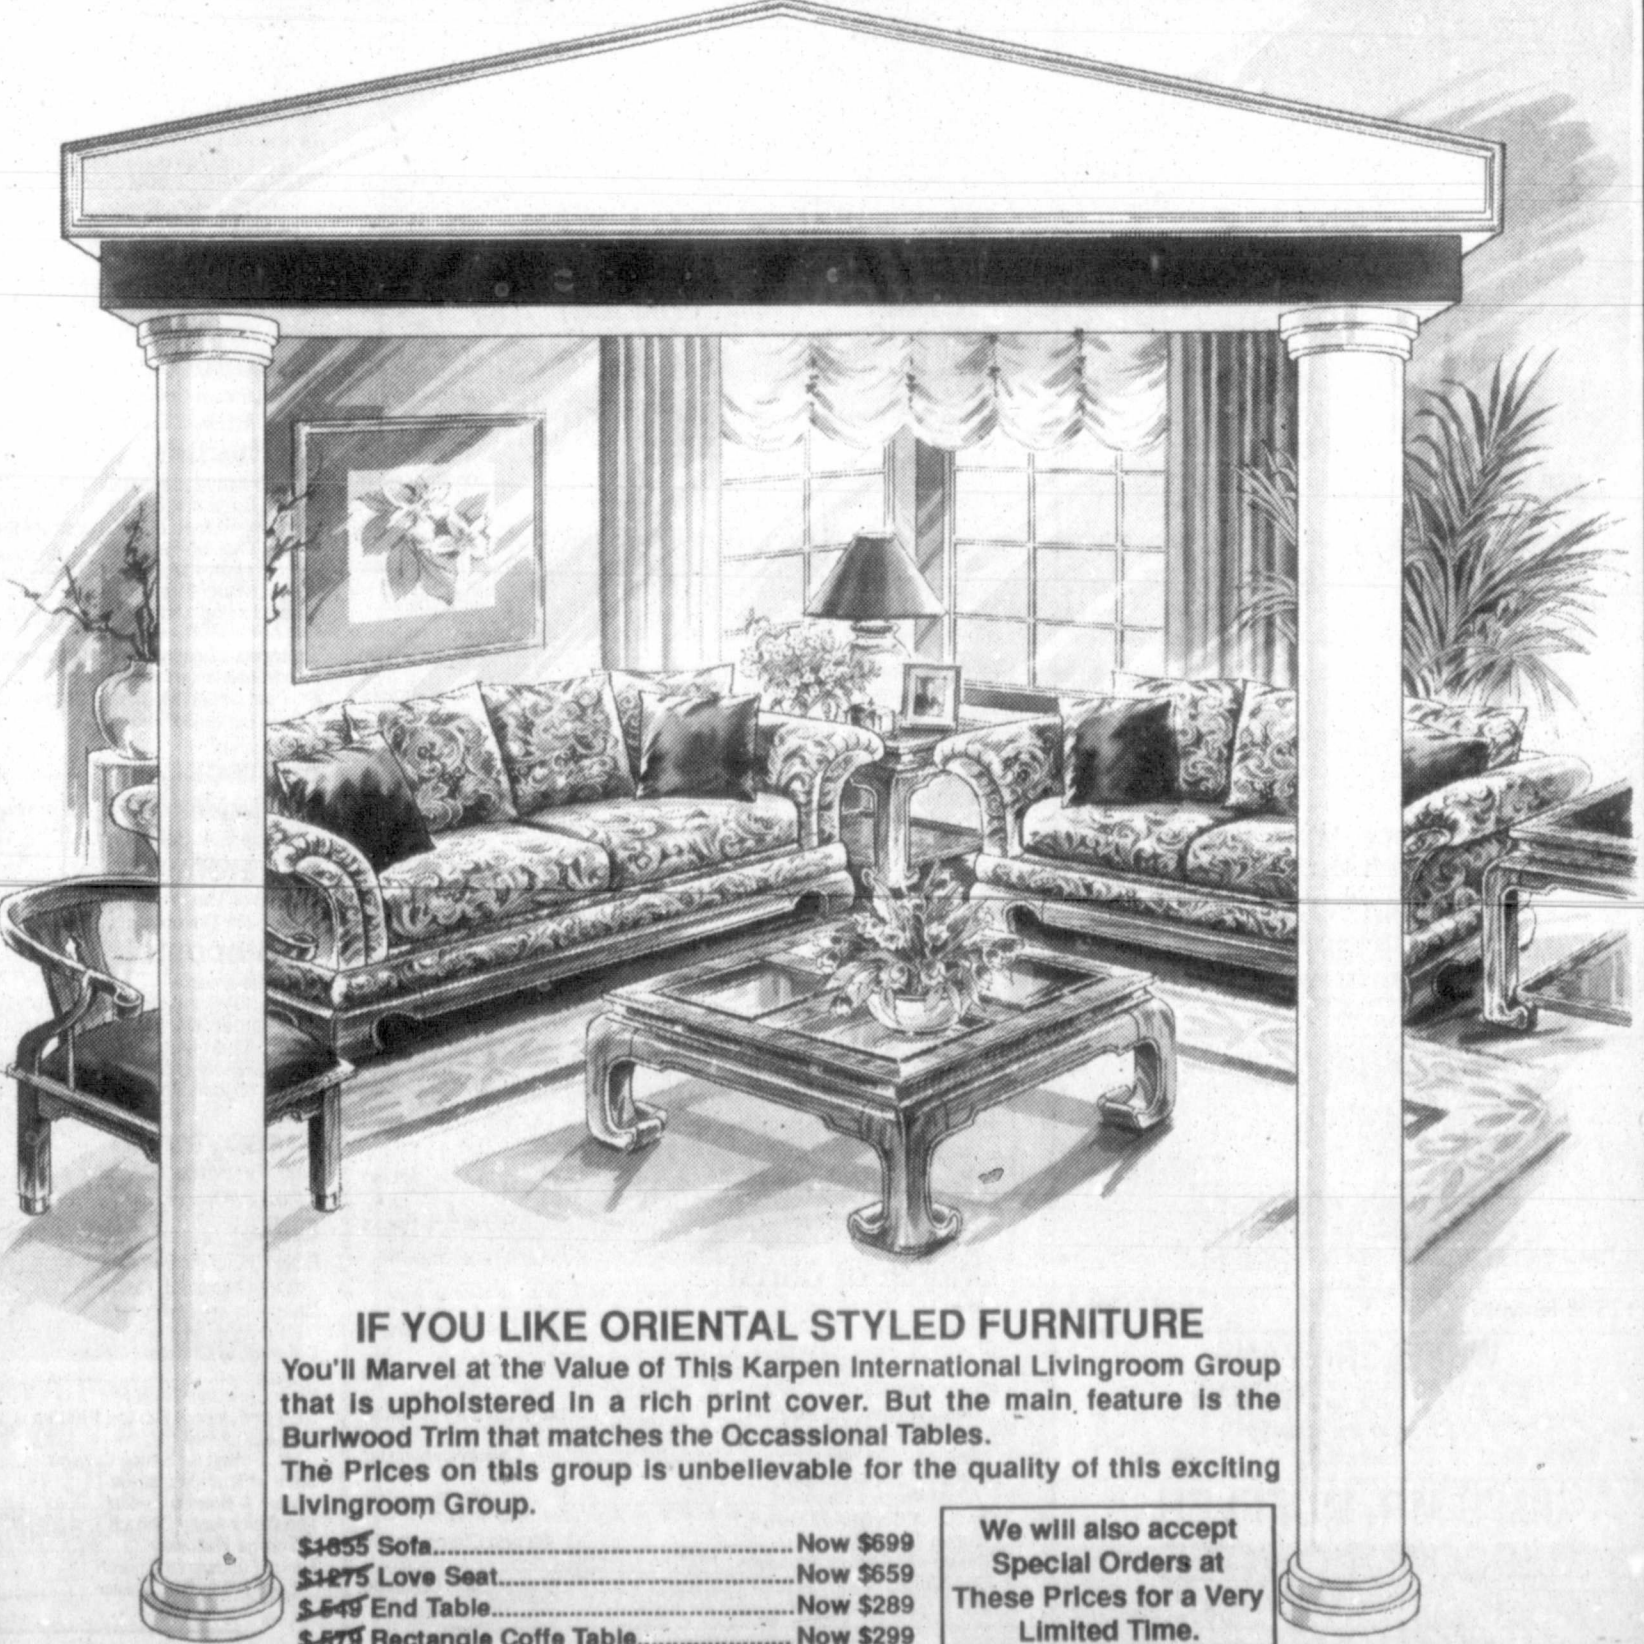 IF YOU LIKE ORIENTAL STYLED FURNITURE
You'll Marvel at the Value of This Karpen International Livingroom Group
that is upholstered in a rich print cover. But the main feature is the
Burlwood Trim that matches the Occassional Tables.
The Prices on this group is unbelievable for the quality of this exciting
Livingroom Group.
$1355 Sofa Now $699
$1275 Love Seat Now $659
$ 549 End Table Now $289
$ 579 Rectangle Coffe Table Now $299
We will also accept
Special Orders at
These Prices for a Very
Limited Time.